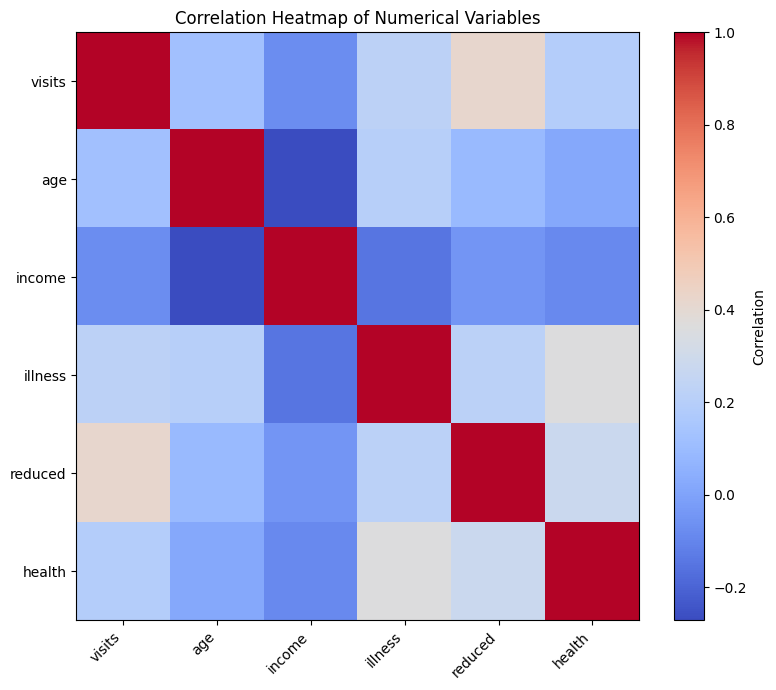 Correlation Heatmap of Numerical Variables
visits
age
income
illness
reduced
health
visits
age
income
illness
reduced
health
1.0
0.8
0.6
0.4
0.2
0.0
−0.2
Correlation